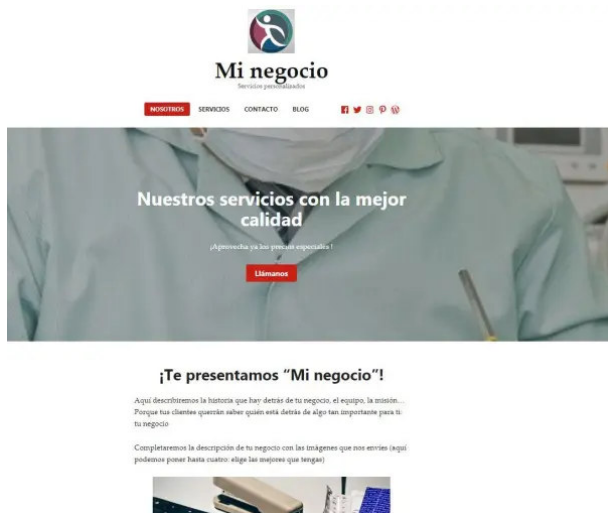 Mi negocio
Servicios personalizados
NOSOTROS SERVICIOS CONTACTO BLOG
Nuestros servicios con la mejor
calidad
¡Aprovecha ya los precios especiales !
Llámanos
¡Te presentamos “Mi negocio”!
Aquí describiremos la historia que hay detrás de tu negocio, el equipo, la misión...
Porque tus clientes querrán saber quién está detrás de algo tan importante para ti:
tu negocio
Completaremos la descripción de tu negocio con las imágenes que nos envíes (aquí
podemos poner hasta cuatro: elige las mejores que tengas)